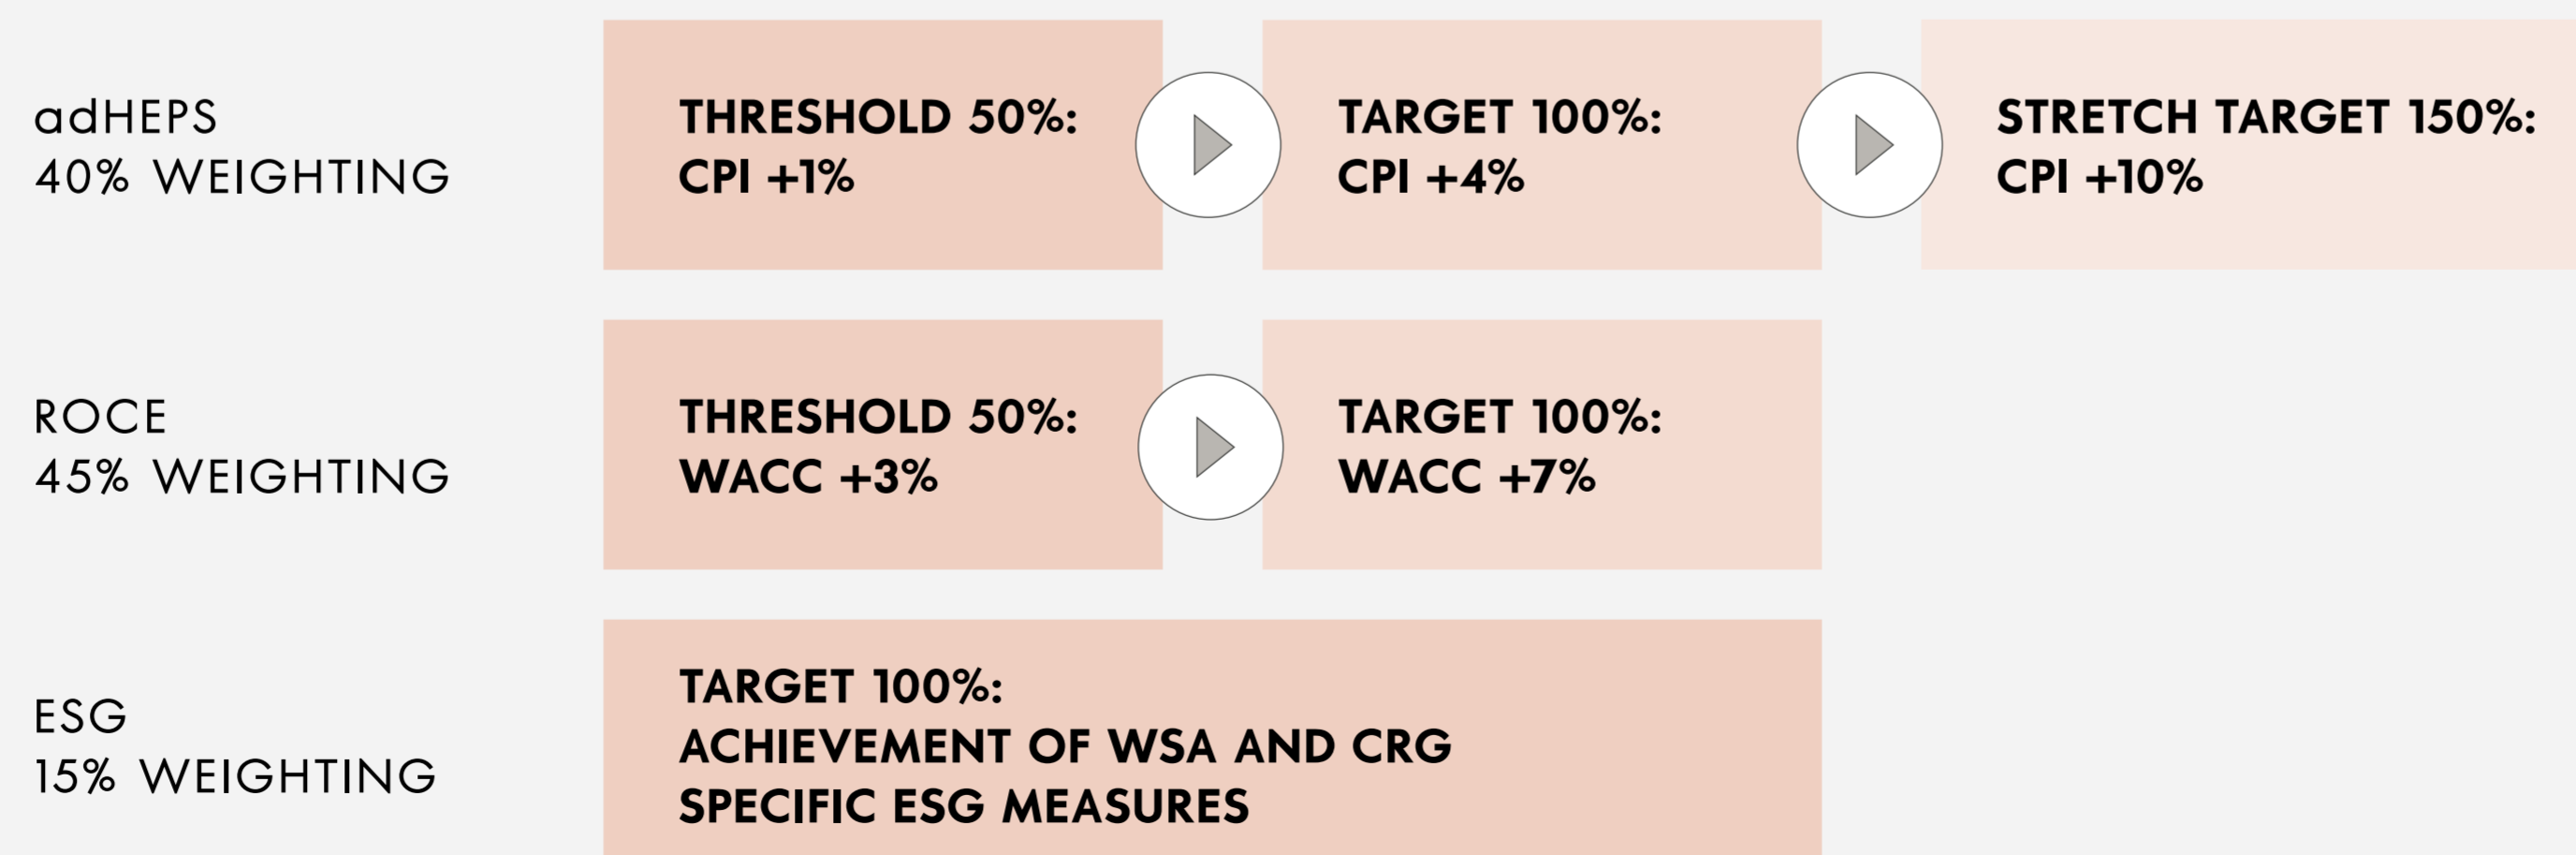 adHEPS
40% WEIGHTING
THRESHOLD 50%:
CPI +1%
TARGET 100%:
CPI +4%
STRETCH TARGET 150%:
CPI +10%
ROCE
45% WEIGHTING
THRESHOLD 50%:
WACC +3%
TARGET 100%:
WACC +7%
ESG
15% WEIGHTING
TARGET 100%:
ACHIEVEMENT OF WSA AND CRG
SPECIFIC ESG MEASURES